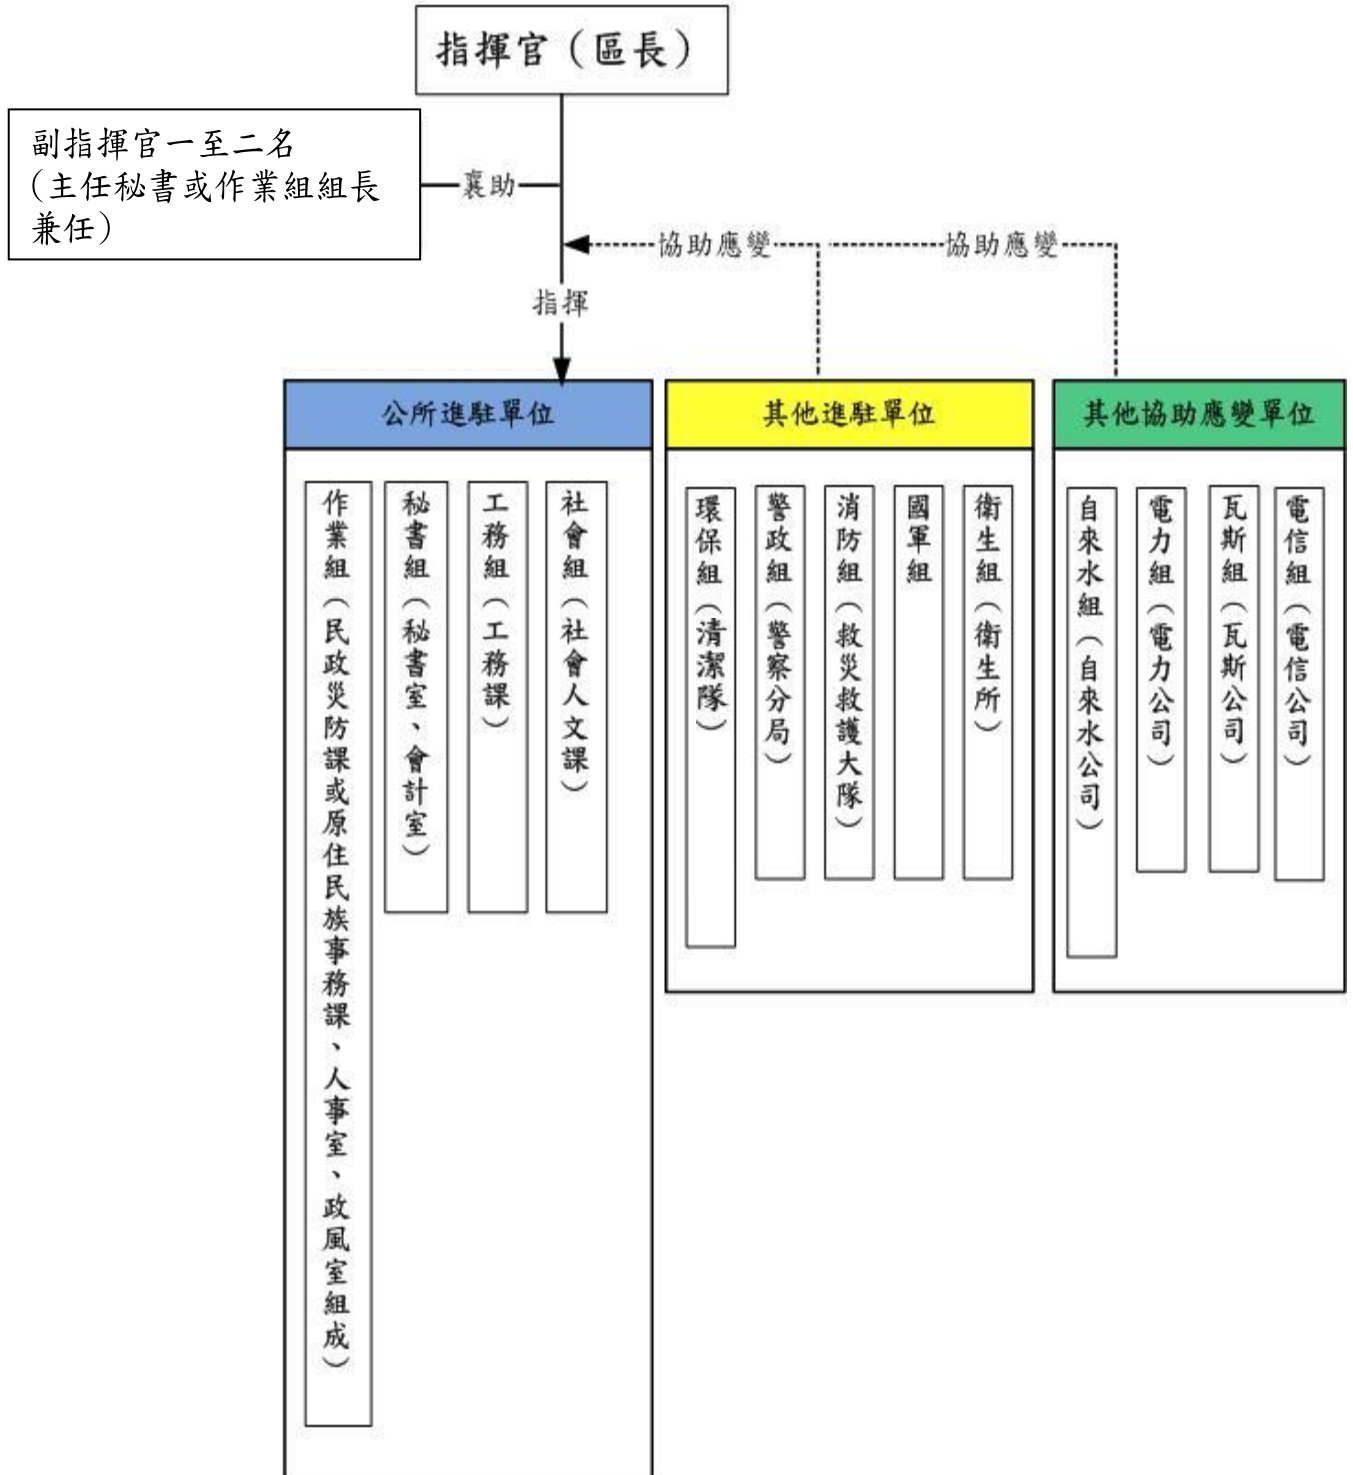 指揮官（區長）
副指揮官一至二名
（主任秘書或作業組組長
兼任）
襄助
協助應變
協助應變
指揮
公所進駐單位
其他進駐單位
其他協助應變單位
作業組（民政災防課或原住民族事務課、人事室、政風室組成）
秘書組（秘書室、會計室）
工務組（工務課）
社會組（社會人文課）
環保組（清潔隊）
警政組（警察分局）
消防組（救災救護大隊）
國軍組
衛生組（衛生所）
自來水組（自來水公司）
電力組（電力公司）
瓦斯組（瓦斯公司）
電信組（電信公司）